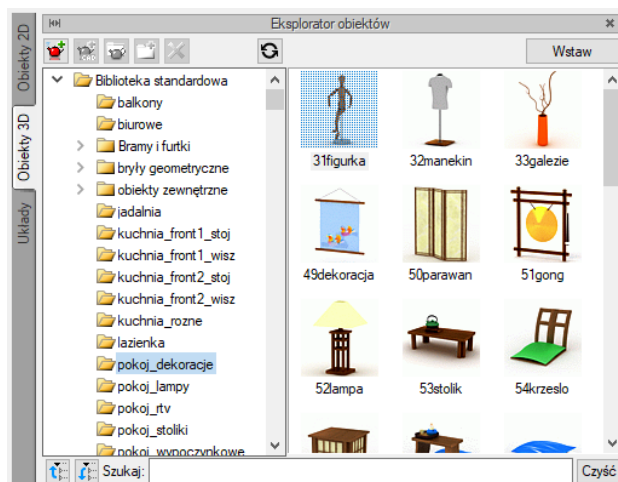 Eksplorator obiektów
Obiekty 2D
Obiekty 3D
Układy
CAD
Wstaw
Biblioteka standardowa
balkony
biurowe
Bramy i furtki
bryły geometryczne
obiekty zewnętrzne
jadalnia
kuchnia_front1_stoj
kuchnia_front1_wisz
kuchnia_front2_stoj
kuchnia_front2_wisz
kuchnia_rozne
lazienka
pokoj_dekoracje
pokoj_lampy
pokoj_rtv
pokoj_stoliki
pokoj_wypoczynkowe
31figurka
32manekin
33galezie
49dekoracja
50parawan
51gong
52lampa
53stolik
54krzeslo
Szukaj:
Czyść